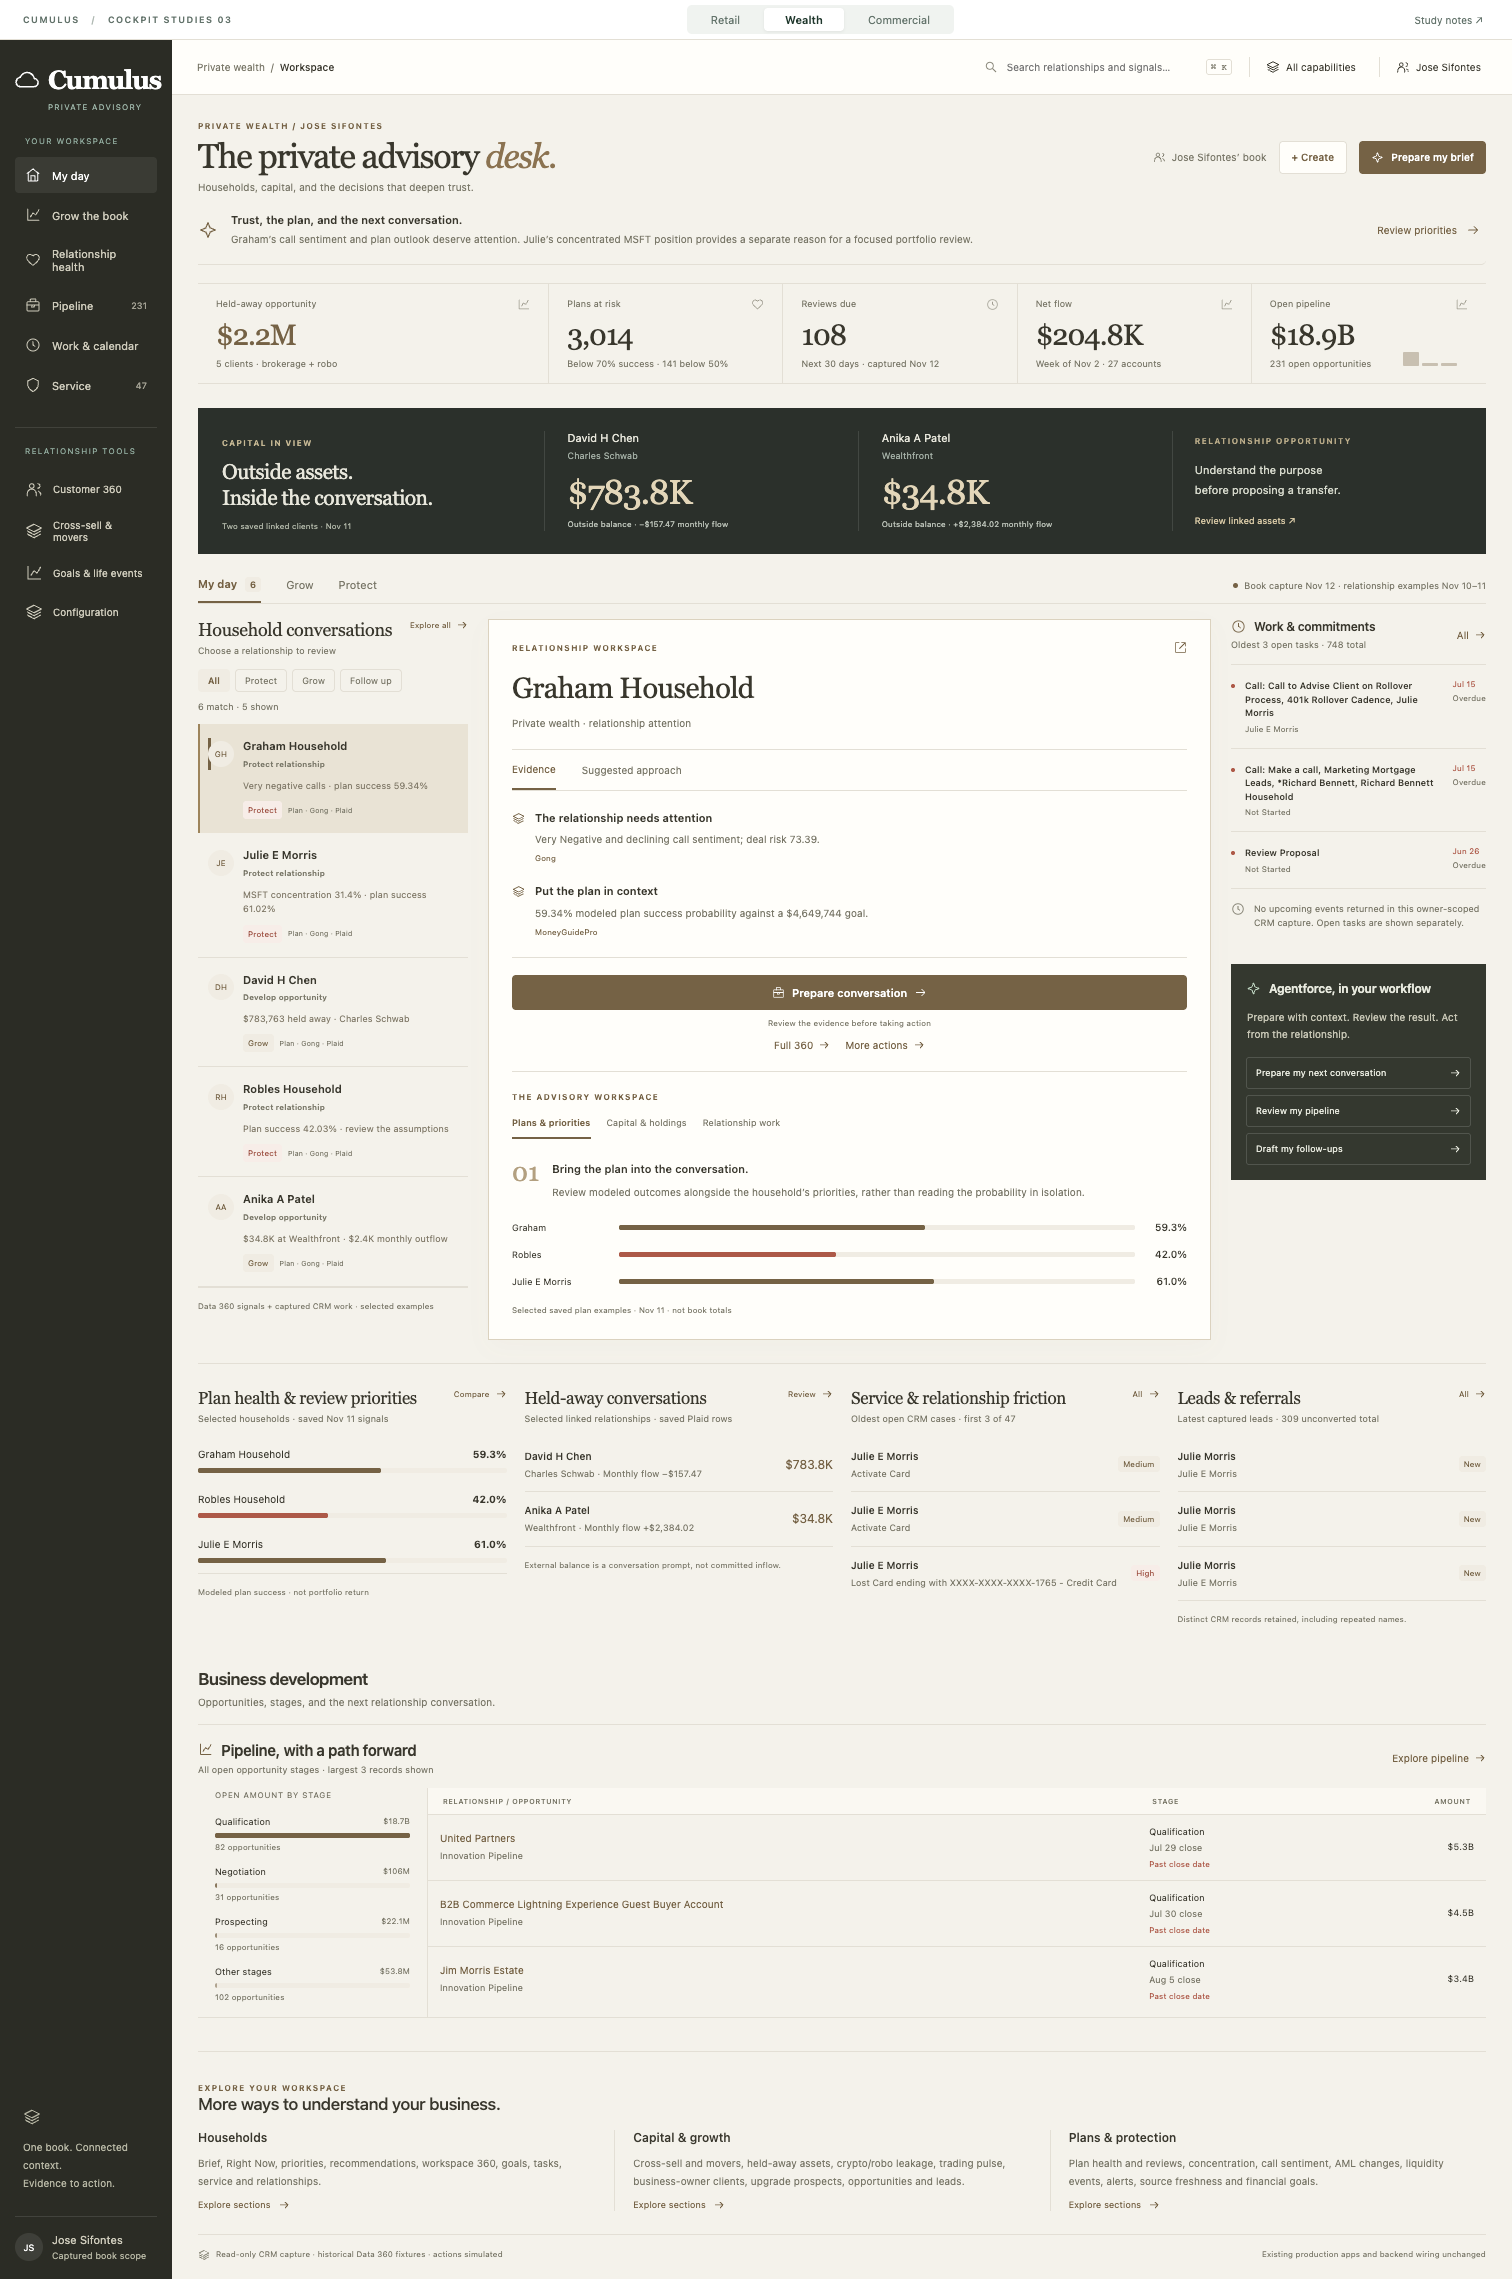 CUMULUS / COCKPIT STUDIES 03
Retail
Wealth
Commercial
Study notes ↗
Cumulus
PRIVATE ADVISORY
YOUR WORKSPACE
My day
Grow the book
Relationship
health
Pipeline 231
Work & calendar
Service 47
RELATIONSHIP TOOLS
Customer 360
Cross-sell &
movers
Goals & life events
Configuration
One book. Connected
context.
Evidence to action.
JS
Jose Sifontes
Captured book scope
Private wealth / Workspace
Search relationships and signals...
⌘ K
All capabilities
Jose Sifontes
PRIVATE WEALTH / JOSE SIFONTES
The private advisory desk.
Households, capital, and the decisions that deepen trust.
Jose Sifontes' book
+ Create
Prepare my brief
Trust, the plan, and the next conversation.
Graham's call sentiment and plan outlook deserve attention. Julie's concentrated MSFT position provides a separate reason for a focused portfolio review.
Review priorities →
Held-away opportunity
$2.2M
5 clients · brokerage + robo
Plans at risk
3,014
Below 70% success · 141 below 50%
Reviews due
108
Next 30 days · captured Nov 12
Net flow
$204.8K
Week of Nov 2 · 27 accounts
Open pipeline
$18.9B
231 open opportunities
CAPITAL IN VIEW
Outside assets.
Inside the conversation.
Two saved linked clients · Nov 11
David H Chen
Charles Schwab
$783.8K
Outside balance · −$157.47 monthly flow
Anika A Patel
Wealthfront
$34.8K
Outside balance · +$2,384.02 monthly flow
RELATIONSHIP OPPORTUNITY
Understand the purpose
before proposing a transfer.
Review linked assets ↗
My day 6
Grow
Protect
Book capture Nov 12 · relationship examples Nov 10–11
Household conversations
Explore all →
Choose a relationship to review
All
Protect
Grow
Follow up
6 match · 5 shown
GH
Graham Household
Protect relationship
Very negative calls · plan success 59.34%
Protect Plan · Gong · Plaid
JE
Julie E Morris
Protect relationship
MSFT concentration 31.4% · plan success
61.02%
Protect Plan · Gong · Plaid
DH
David H Chen
Develop opportunity
$783,763 held away · Charles Schwab
Grow Plan · Gong · Plaid
RH
Robles Household
Protect relationship
Plan success 42.03% · review the assumptions
Protect Plan · Gong · Plaid
AA
Anika A Patel
Develop opportunity
$34.8K at Wealthfront · $2.4K monthly outflow
Grow Plan · Gong · Plaid
Data 360 signals + captured CRM work · selected examples
RELATIONSHIP WORKSPACE
Graham Household
Private wealth · relationship attention
Evidence
Suggested approach
The relationship needs attention
Very Negative and declining call sentiment; deal risk 73.39.
Gong
Put the plan in context
59.34% modeled plan success probability against a $4,649,744 goal.
MoneyGuidePro
Prepare conversation →
Review the evidence before taking action
Full 360 →
More actions →
THE ADVISORY WORKSPACE
Plans & priorities
Capital & holdings
Relationship work
01
Bring the plan into the conversation.
Review modeled outcomes alongside the household's priorities, rather than reading the probability in isolation.
Graham 59.3%
Robles 42.0%
Julie E Morris 61.0%
Selected saved plan examples · Nov 11 · not book totals
Work & commitments
All →
Oldest 3 open tasks · 748 total
Call: Call to Advise Client on Rollover
Process, 401k Rollover Cadence, Julie
Morris
Julie E Morris
Jul 15
Overdue
Call: Make a call, Marketing Mortgage
Leads, *Richard Bennett, Richard Bennett
Household
Not Started
Jul 15
Overdue
Review Proposal
Not Started
Jun 26
Overdue
No upcoming events returned in this owner-scoped
CRM capture. Open tasks are shown separately.
Agentforce, in your workflow
Prepare with context. Review the result. Act
from the relationship.
Prepare my next conversation →
Review my pipeline →
Draft my follow-ups →
Plan health & review priorities
Compare →
Selected households · saved Nov 11 signals
Graham Household 59.3%
Robles Household 42.0%
Julie E Morris 61.0%
Modeled plan success · not portfolio return
Held-away conversations
Review →
Selected linked relationships · saved Plaid rows
David H Chen
Charles Schwab · Monthly flow −$157.47
$783.8K
Anika A Patel
Wealthfront · Monthly flow +$2,384.02
$34.8K
External balance is a conversation prompt, not committed inflow.
Service & relationship friction
All →
Oldest open CRM cases · first 3 of 47
Julie E Morris
Activate Card
Medium
Julie E Morris
Activate Card
Medium
Julie E Morris
Lost Card ending with XXXX-XXXX-XXXX-1765 - Credit Card
High
Leads & referrals
All →
Latest captured leads · 309 unconverted total
Julie Morris
Julie E Morris
New
Julie Morris
Julie E Morris
New
Julie Morris
Julie E Morris
New
Distinct CRM records retained, including repeated names.
Business development
Opportunities, stages, and the next relationship conversation.
Pipeline, with a path forward
All open opportunity stages · largest 3 records shown
Explore pipeline →
OPEN AMOUNT BY STAGE
Qualification $18.7B
82 opportunities
Negotiation $106M
31 opportunities
Prospecting $22.1M
16 opportunities
Other stages $53.8M
102 opportunities
RELATIONSHIP / OPPORTUNITY STAGE AMOUNT
United Partners
Innovation Pipeline
Qualification
Jul 29 close
Past close date
$5.3B
B2B Commerce Lightning Experience Guest Buyer Account
Innovation Pipeline
Qualification
Jul 30 close
Past close date
$4.5B
Jim Morris Estate
Innovation Pipeline
Qualification
Aug 5 close
Past close date
$3.4B
EXPLORE YOUR WORKSPACE
More ways to understand your business.
Households
Brief, Right Now, priorities, recommendations, workspace 360, goals, tasks,
service and relationships.
Explore sections →
Capital & growth
Cross-sell and movers, held-away assets, crypto/robo leakage, trading pulse,
business-owner clients, upgrade prospects, opportunities and leads.
Explore sections →
Plans & protection
Plan health and reviews, concentration, call sentiment, AML changes, liquidity
events, alerts, source freshness and financial goals.
Explore sections →
Read-only CRM capture · historical Data 360 fixtures · actions simulated
Existing production apps and backend wiring unchanged